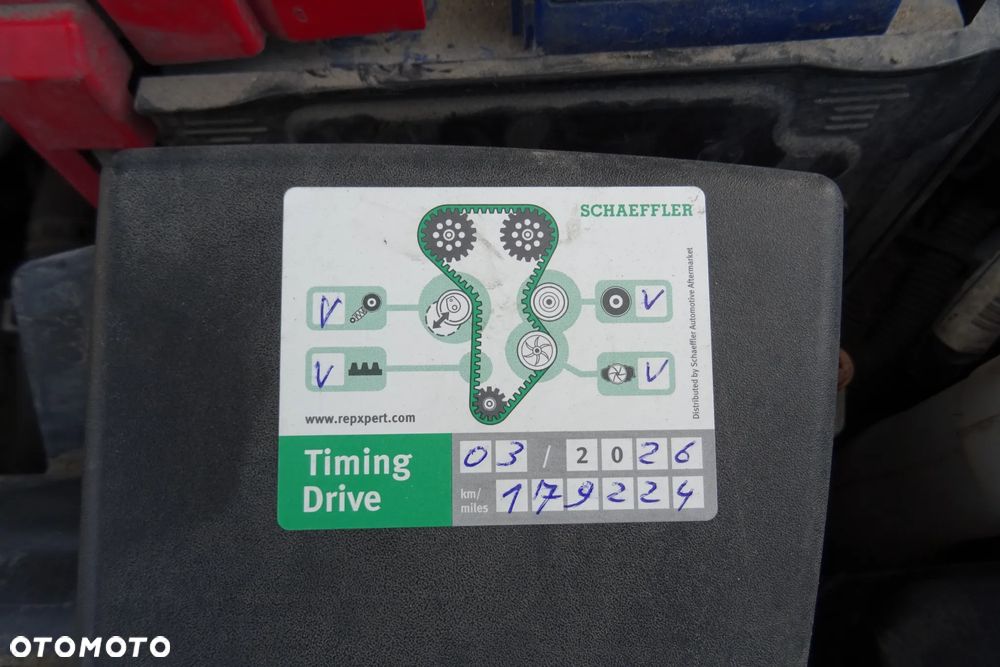 SCHAEFFLER
V
V
V
V
Distributed by Schaeffler Automotive Aftermarket
www.repxpert.com
Timing
Drive
03 / 2026
km/
miles
179224
OTOMOTO